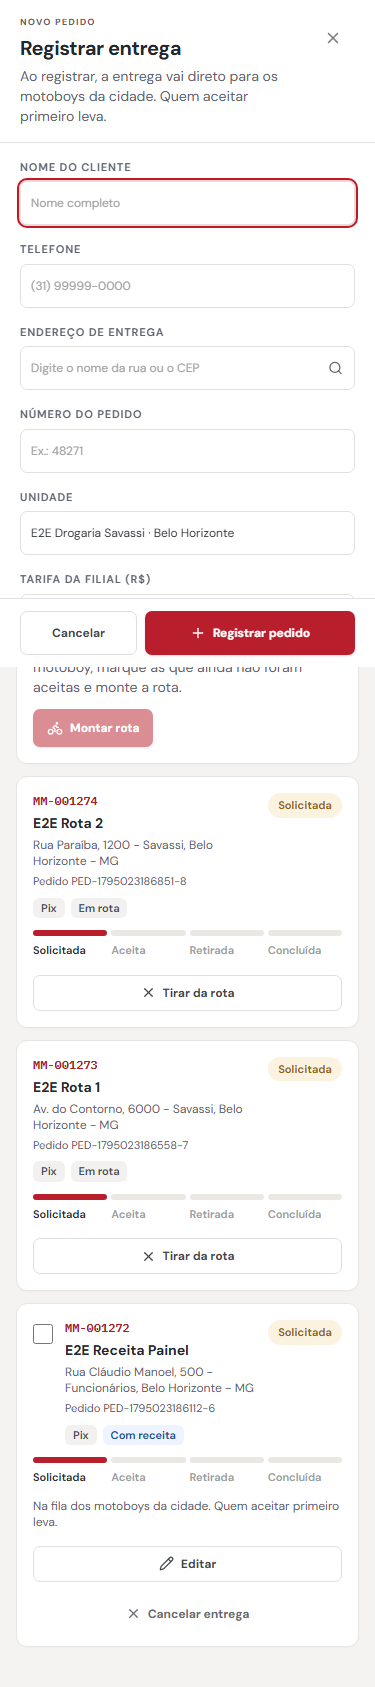 NOVO PEDIDO
Registrar entrega
Ao registrar, a entrega vai direto para os
motoboys da cidade. Quem aceitar
primeiro leva.
NOME DO CLIENTE
Nome completo
TELEFONE
(31) 99999-0000
ENDEREÇO DE ENTREGA
Digite o nome da rua ou o CEP
NÚMERO DO PEDIDO
Ex.: 48271
UNIDADE
E2E Drogaria Savassi · Belo Horizonte
TARIFA DA FILIAL (R$)
Cancelar
Registrar pedido
motoboy, marque as que ainda não foram
aceitas e monte a rota.
Montar rota
MM-001274
Solicitada
E2E Rota 2
Rua Paraíba, 1200 - Savassi, Belo
Horizonte - MG
Pedido PED-1795023186851-8
Pix Em rota
Solicitada Aceita Retirada Concluída
Tirar da rota
MM-001273
Solicitada
E2E Rota 1
Av. do Contorno, 6000 - Savassi, Belo
Horizonte - MG
Pedido PED-1795023186558-7
Pix Em rota
Solicitada Aceita Retirada Concluída
Tirar da rota
MM-001272
Solicitada
E2E Receita Painel
Rua Cláudio Manoel, 500 -
Funcionários, Belo Horizonte - MG
Pedido PED-1795023186112-6
Pix Com receita
Solicitada Aceita Retirada Concluída
Na fila dos motoboys da cidade. Quem aceitar primeiro
leva.
Editar
Cancelar entrega